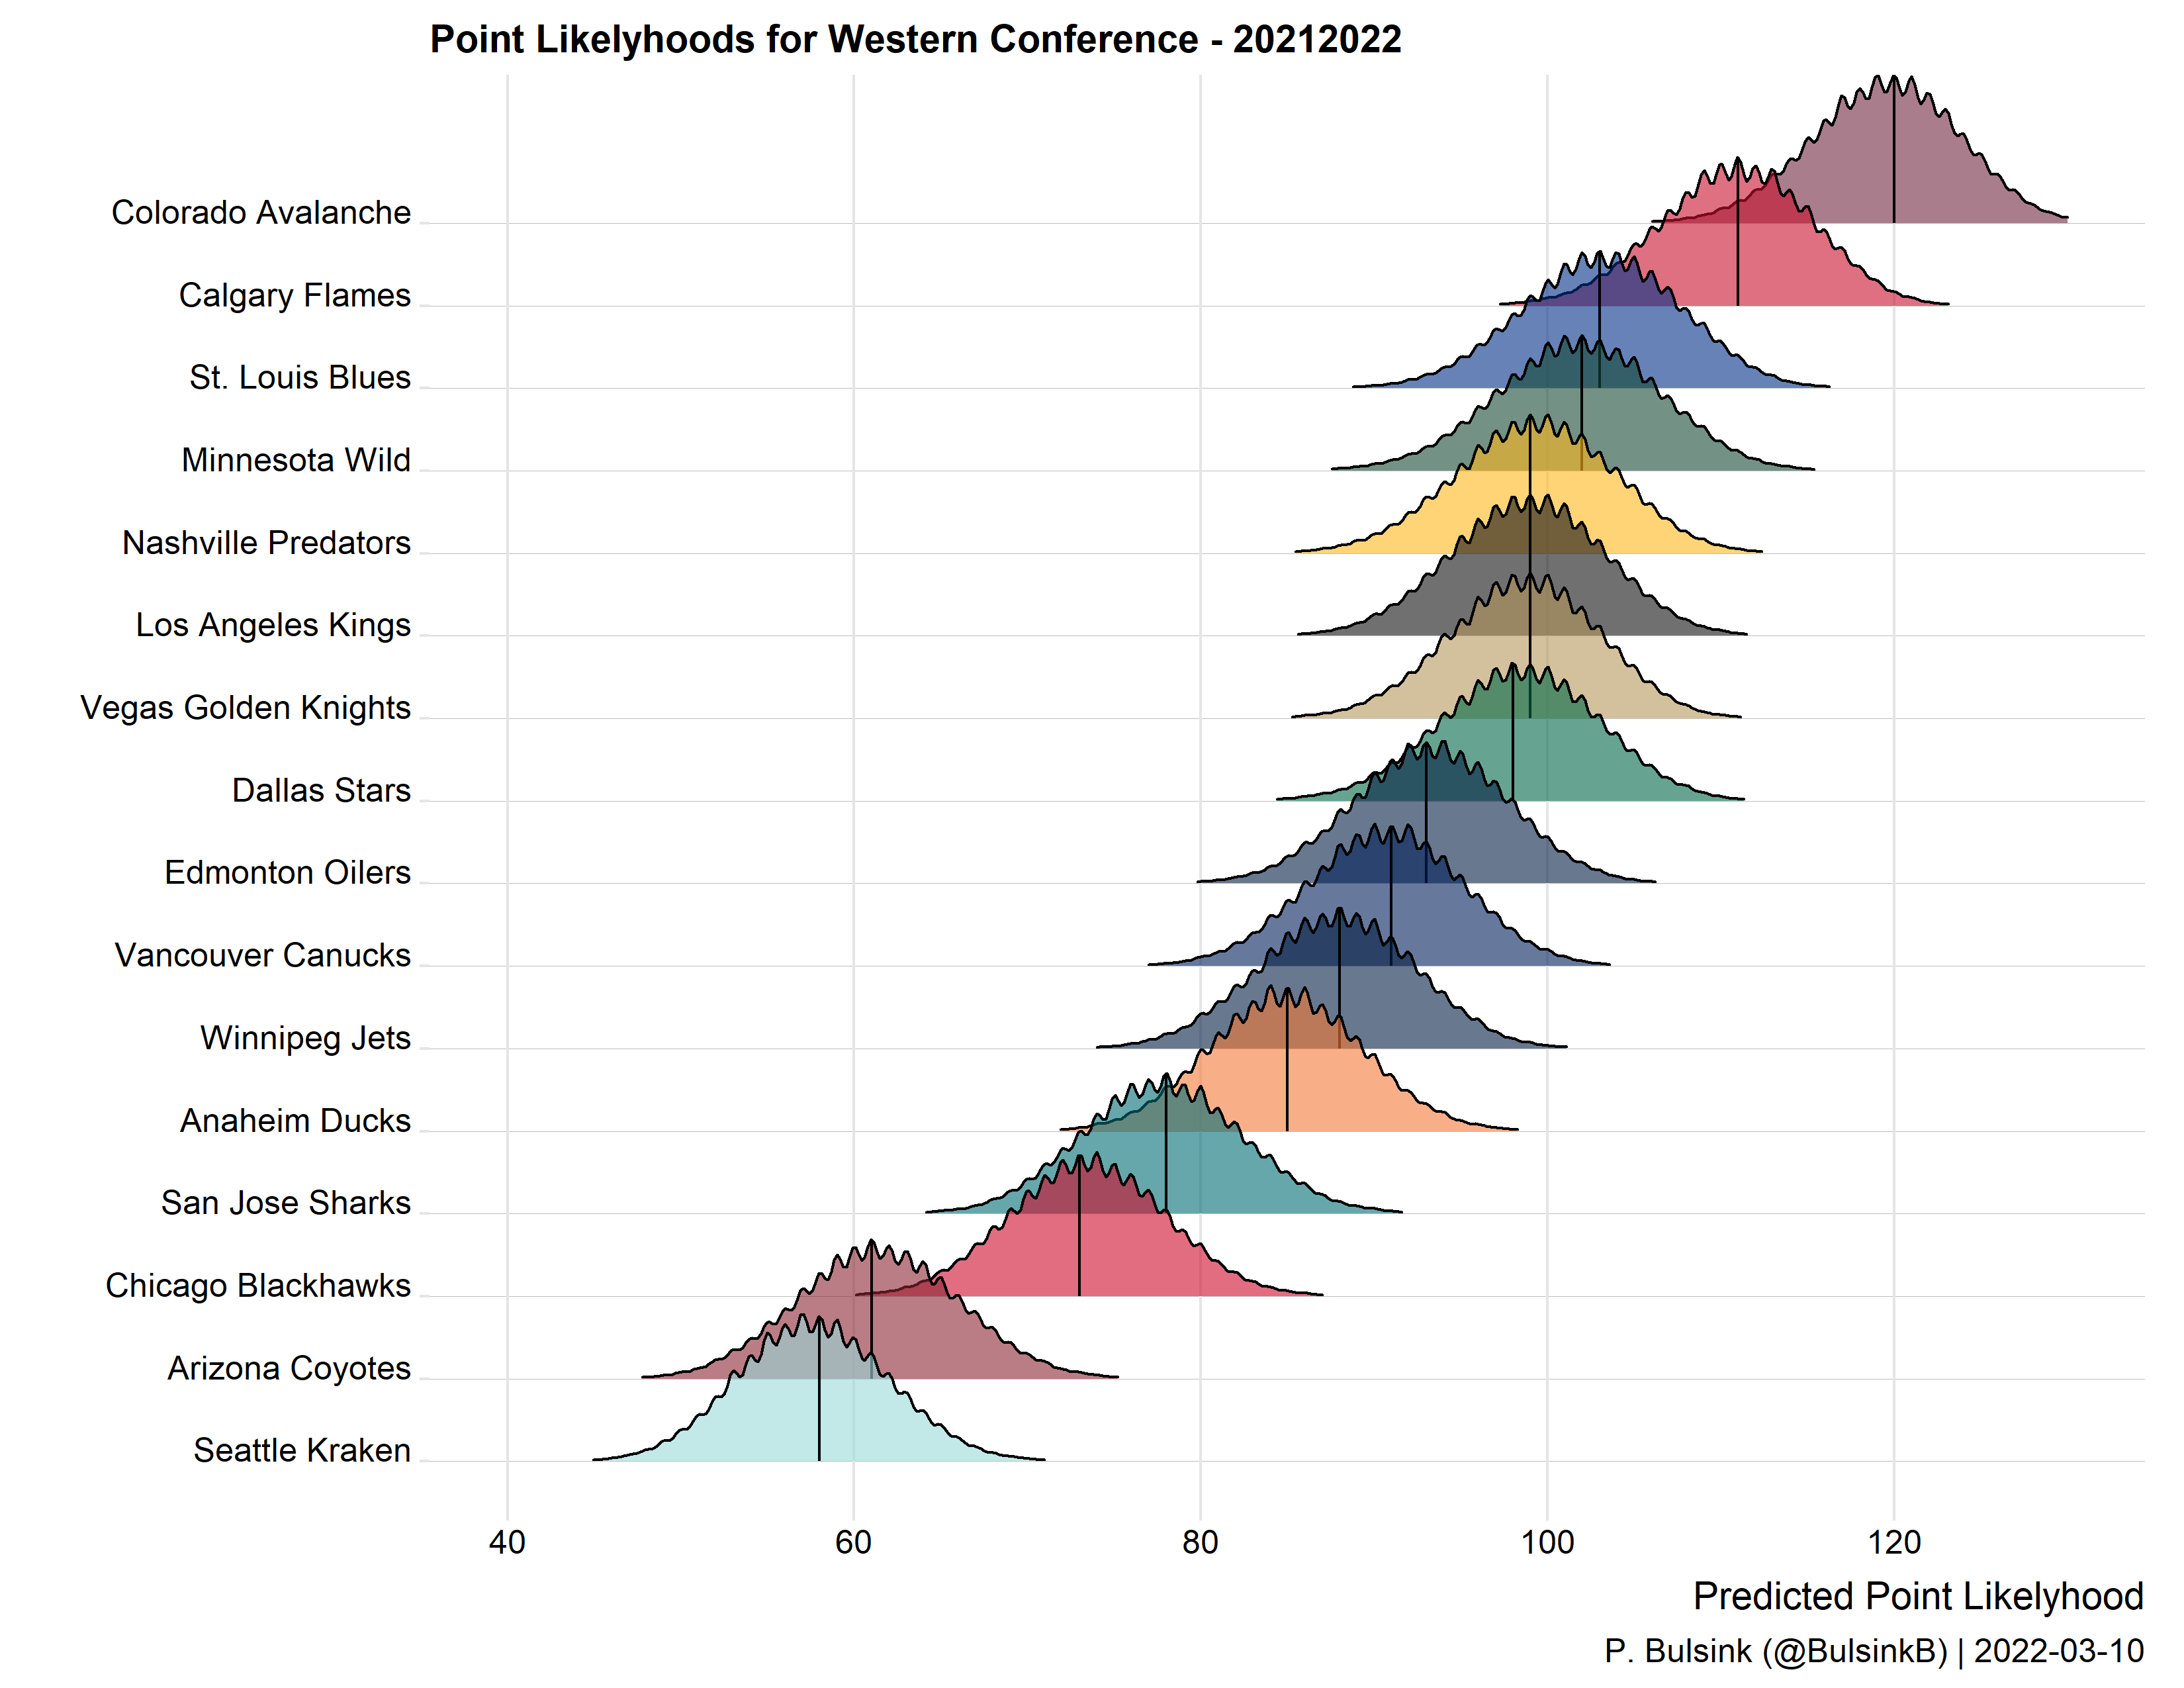 Point Likelyhoods for Western Conference - 20212022
Colorado Avalanche
Calgary Flames
St. Louis Blues
Minnesota Wild
Nashville Predators
Los Angeles Kings
Vegas Golden Knights
Dallas Stars
Edmonton Oilers
Vancouver Canucks
Winnipeg Jets
Anaheim Ducks
San Jose Sharks
Chicago Blackhawks
Arizona Coyotes
Seattle Kraken
40 60 80 100 120
Predicted Point Likelyhood
P. Bulsink (@BulsinkB) | 2022-03-10